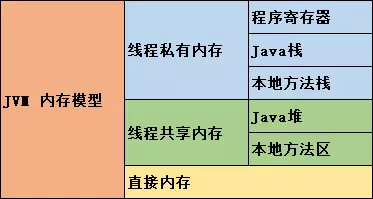 JVM 内存模型
线程私有内存
程序寄存器
Java栈
本地方法栈
线程共享内存
Java堆
本地方法区
直接内存